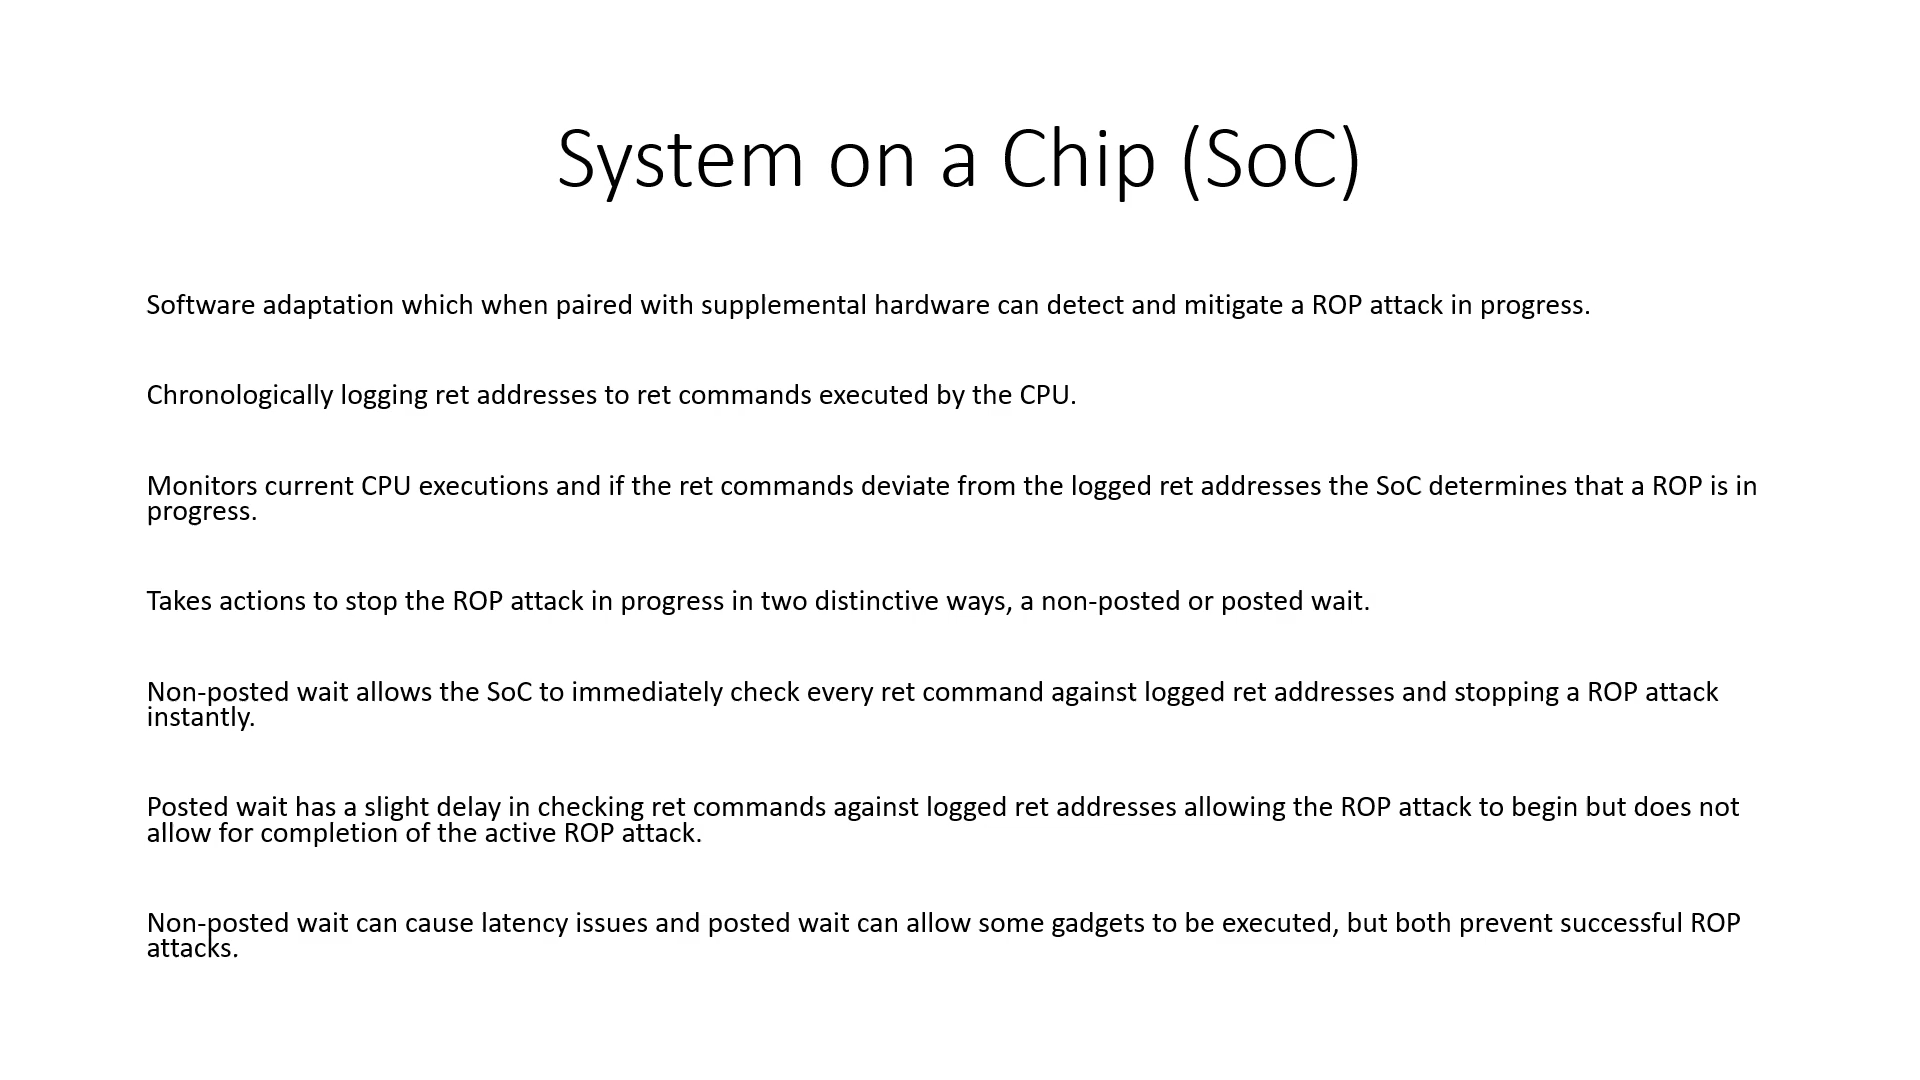 System on a Chip (SoC)
Software adaptation which when paired with supplemental hardware can detect and mitigate a ROP attack in progress.
Chronologically logging ret addresses to ret commands executed by the CPU.
Monitors current CPU executions and if the ret commands deviate from the logged ret addresses the SoC determines that a ROP is in
progress.
Takes actions to stop the ROP attack in progress in two distinctive ways, a non-posted or posted wait.
Non-posted wait allows the SoC to immediately check every ret command against logged ret addresses and stopping a ROP attack
instantly.
Posted wait has a slight delay in checking ret commands against logged ret addresses allowing the ROP attack to begin but does not
allow for completion of the active ROP attack.
Non-posted wait can cause latency issues and posted wait can allow some gadgets to be executed, but both prevent successful ROP
attacks.